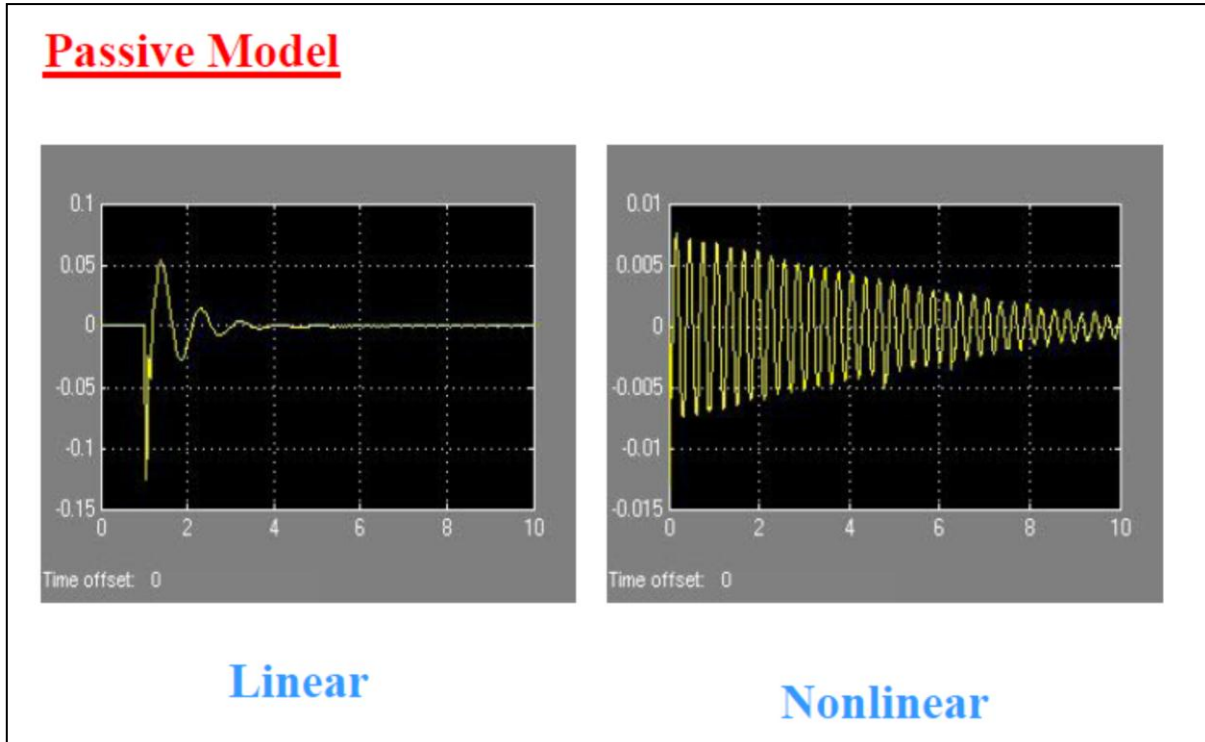 Passive Model
0.1
0.05
0
-0.05
-0.1
-0.15
0 2 4 6 8 10
Time offset: 0
Linear
0.01
0.005
0
-0.005
-0.01
-0.015
0 2 4 6 8 10
Time offset: 0
Nonlinear